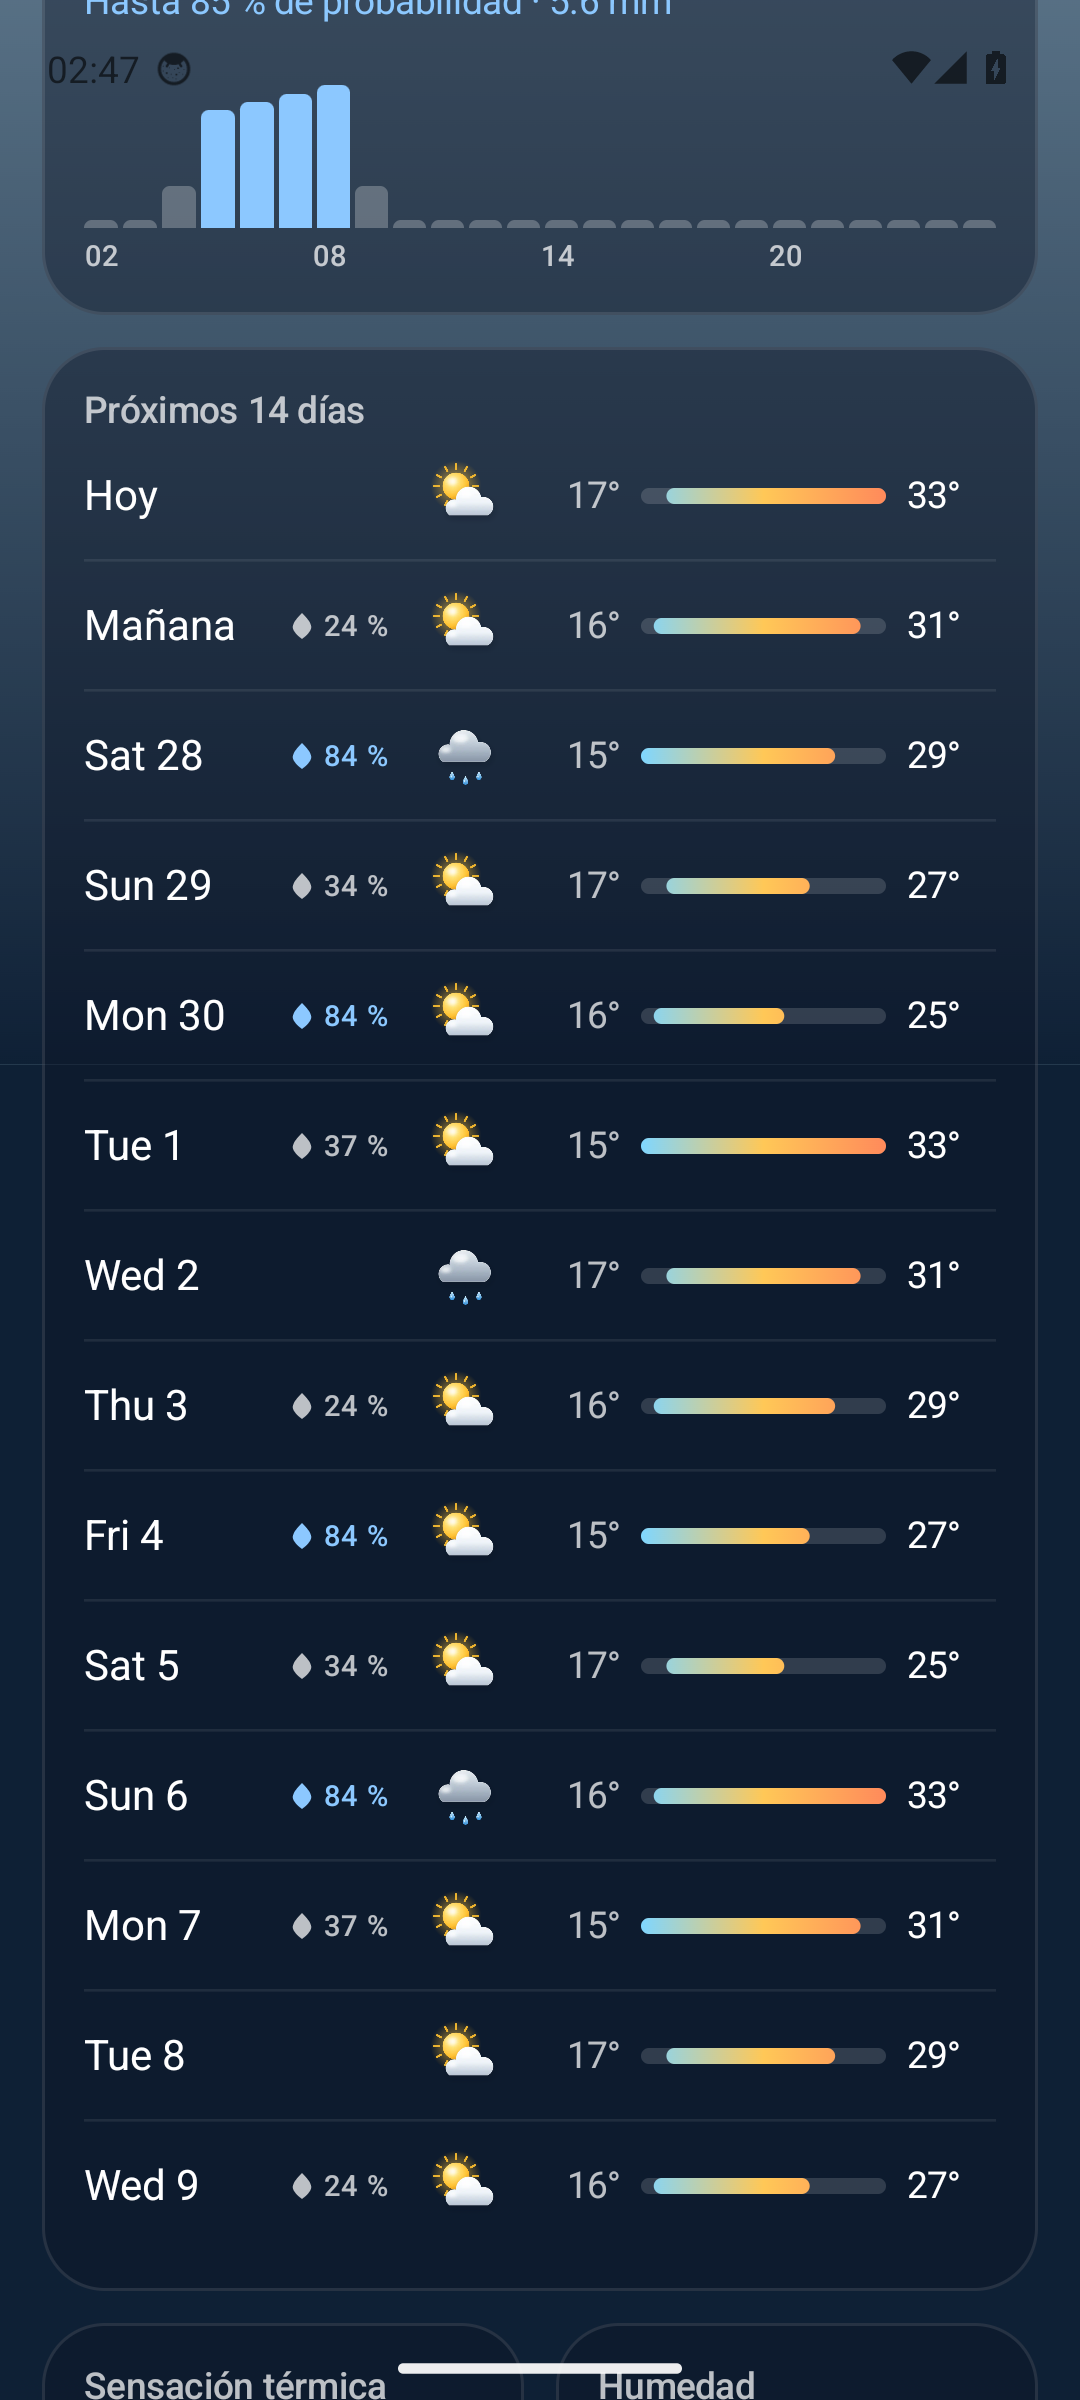 Hasta 85 % de probabilidad · 5.6 mm
02:47
02 08 14 20
Próximos 14 días
Hoy 17° 33°
Mañana 24 % 16° 31°
Sat 28 84 % 15° 29°
Sun 29 34 % 17° 27°
Mon 30 84 % 16° 25°
Tue 1 37 % 15° 33°
Wed 2 17° 31°
Thu 3 24 % 16° 29°
Fri 4 84 % 15° 27°
Sat 5 34 % 17° 25°
Sun 6 84 % 16° 33°
Mon 7 37 % 15° 31°
Tue 8 17° 29°
Wed 9 24 % 16° 27°
Sensación térmica Humedad